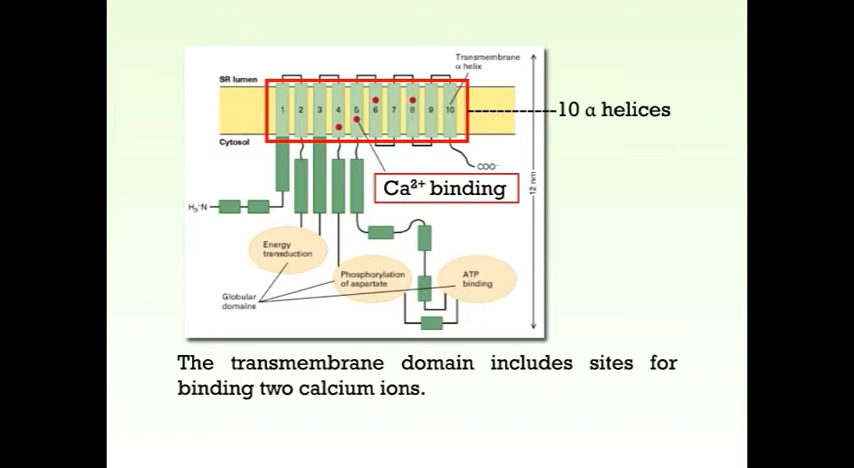 Transmembrane
α helix
SR lumen
1 2 3 4 5 6 7 8 9 10
10 α helices
Cytosol
COO⁻
Ca²⁺ binding
12 nm
H₃⁺N
Energy
transduction
Phosphorylation
of aspartate
ATP
binding
Globular
domains
The transmembrane domain includes sites for
binding two calcium ions.